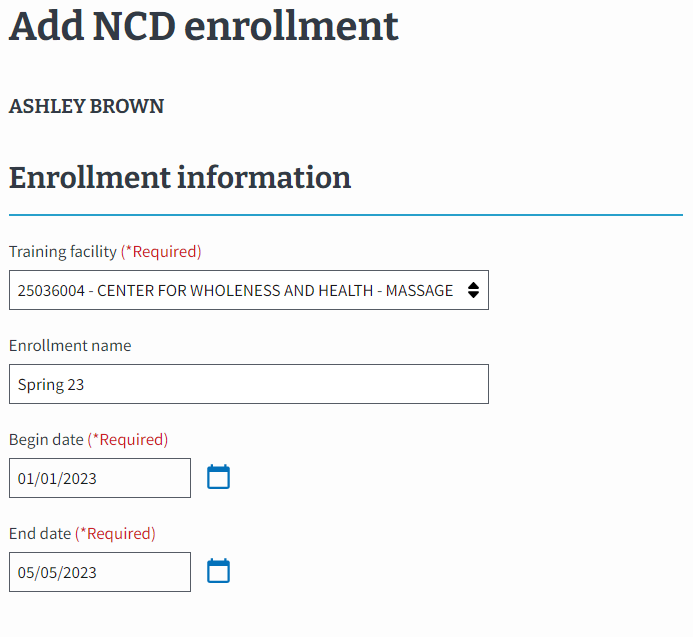 Add NCD enrollment
ASHLEY BROWN
Enrollment information
Training facility (*Required)
25036004 - CENTER FOR WHOLENESS AND HEALTH - MASSAGE
Enrollment name
Spring 23
Begin date (*Required)
01/01/2023
End date (*Required)
05/05/2023